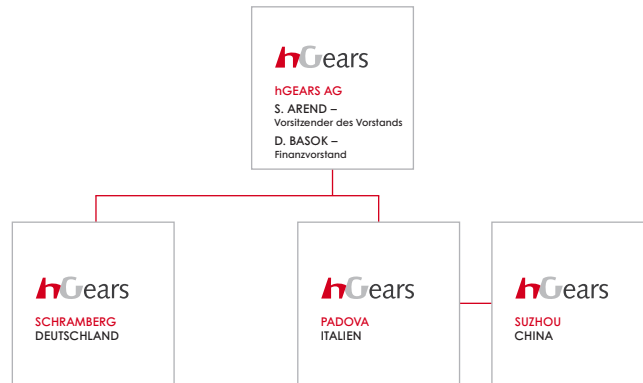 hGears
hGEARS AG
S. AREND –
Vorsitzender des Vorstands
D. BASOK –
Finanzvorstand
hGears
SCHRAMBERG
DEUTSCHLAND
hGears
PADOVA
ITALIEN
hGears
SUZHOU
CHINA